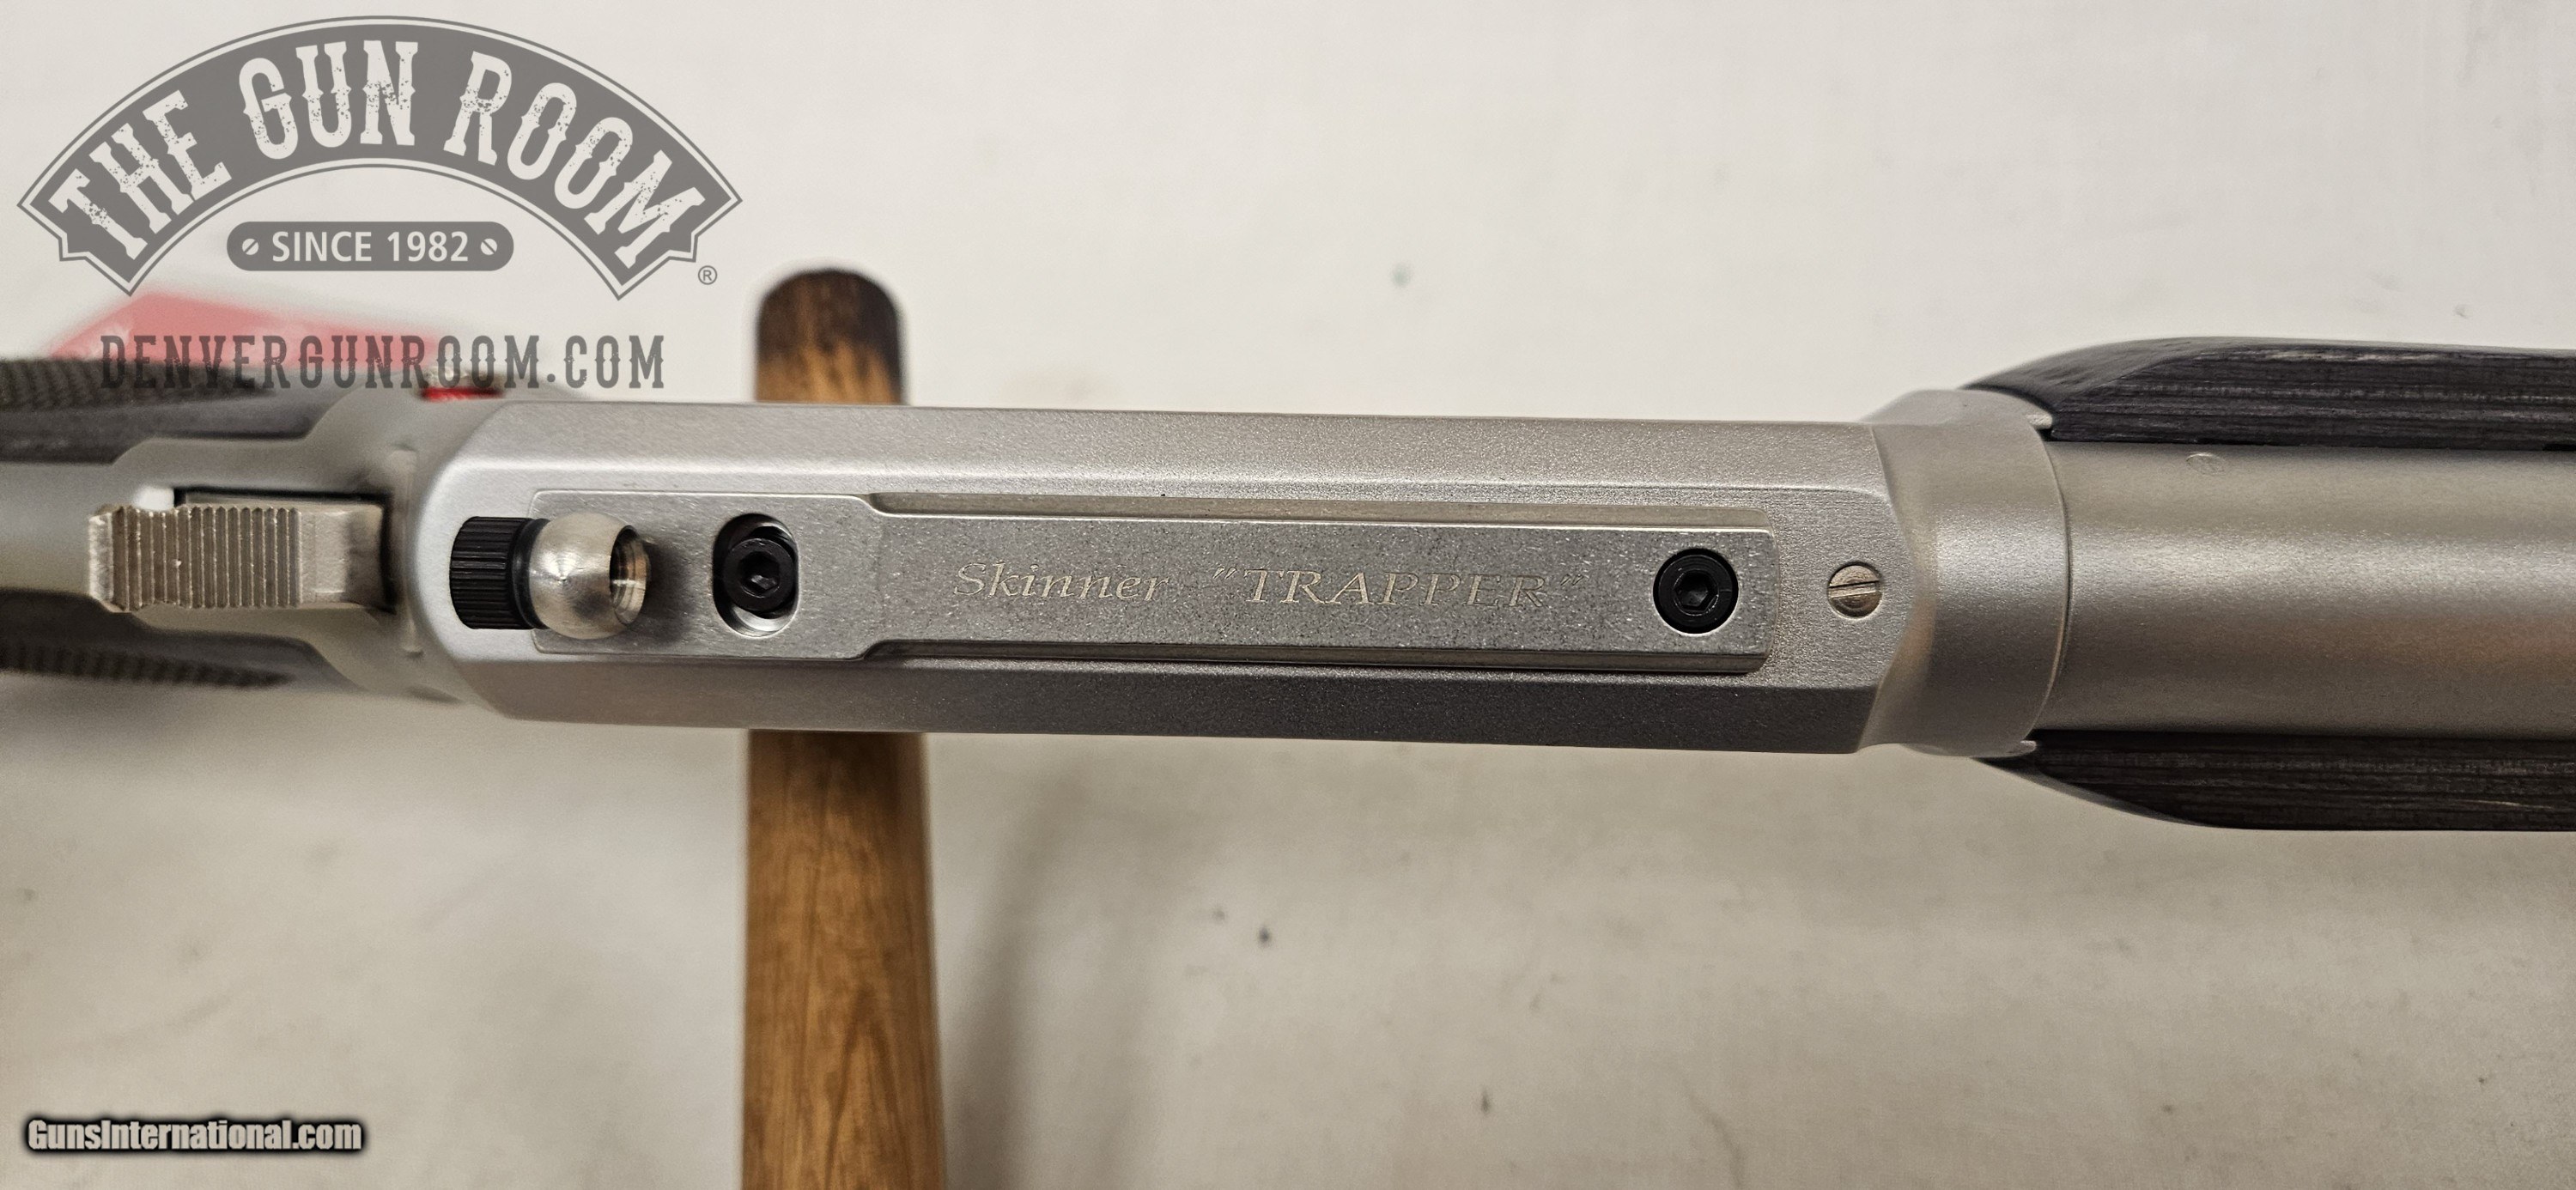 THE GUN ROOM
SINCE 1982
®
DENVERGUNROOM.COM
Skinner "TRAPPER"
GunsInternational.com